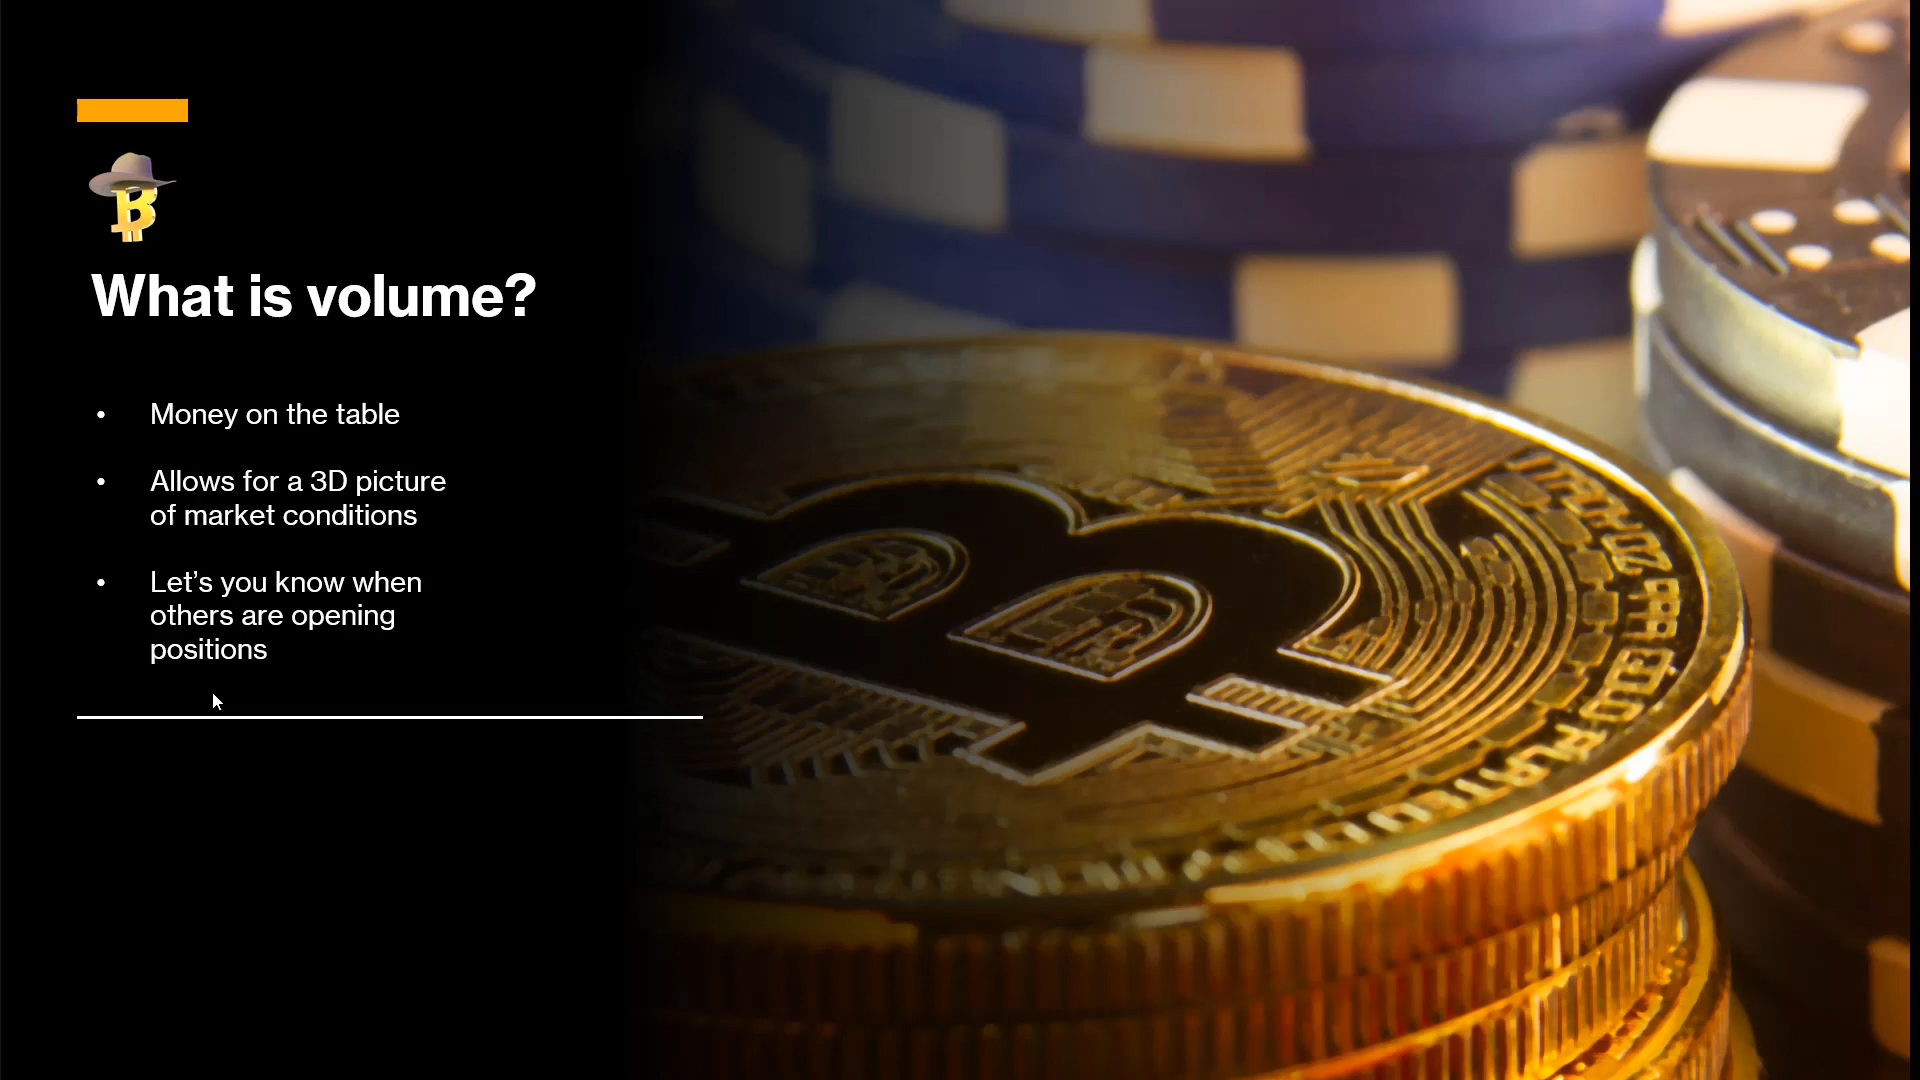 What is volume?
• Money on the table
• Allows for a 3D picture
of market conditions
• Let’s you know when
others are opening
positions